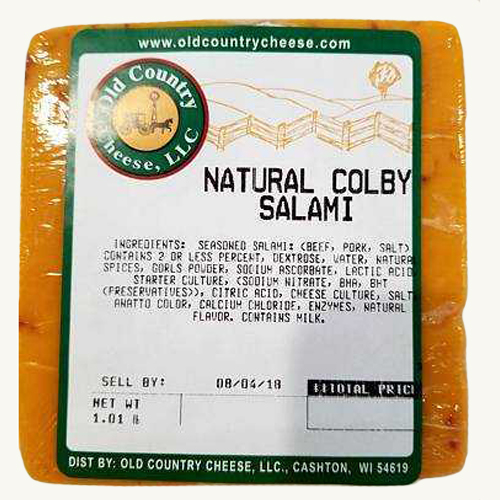 www.oldcountrycheese.com
Old Country
Cheese, LLC
NATURAL COLBY
SALAMI
INGREDIENTS: SEASONED SALAMI: (BEEF, PORK, SALT)
CONTAINS 2 OR LESS PERCENT, DEXTROSE, WATER, NATURA
SPICES, GORLS POWDER, SODIUM ASCORBATE, LACTIC ACID
STARTER CULTURE, (SODIUM NITRATE, BHA, BHT
(PRESERVATIVES)), CITRIC ACID, CHEESE CULTURE, SALT
ANATTO COLOR, CALCIUM CHLORIDE, ENZYMES, NATURAL
FLAVOR. CONTAINS MILK.
SELL BY: 08/04/18
TOTAL PRIC
NET WT
1.01 lb
DIST BY: OLD COUNTRY CHEESE, LLC., CASHTON, WI 54619